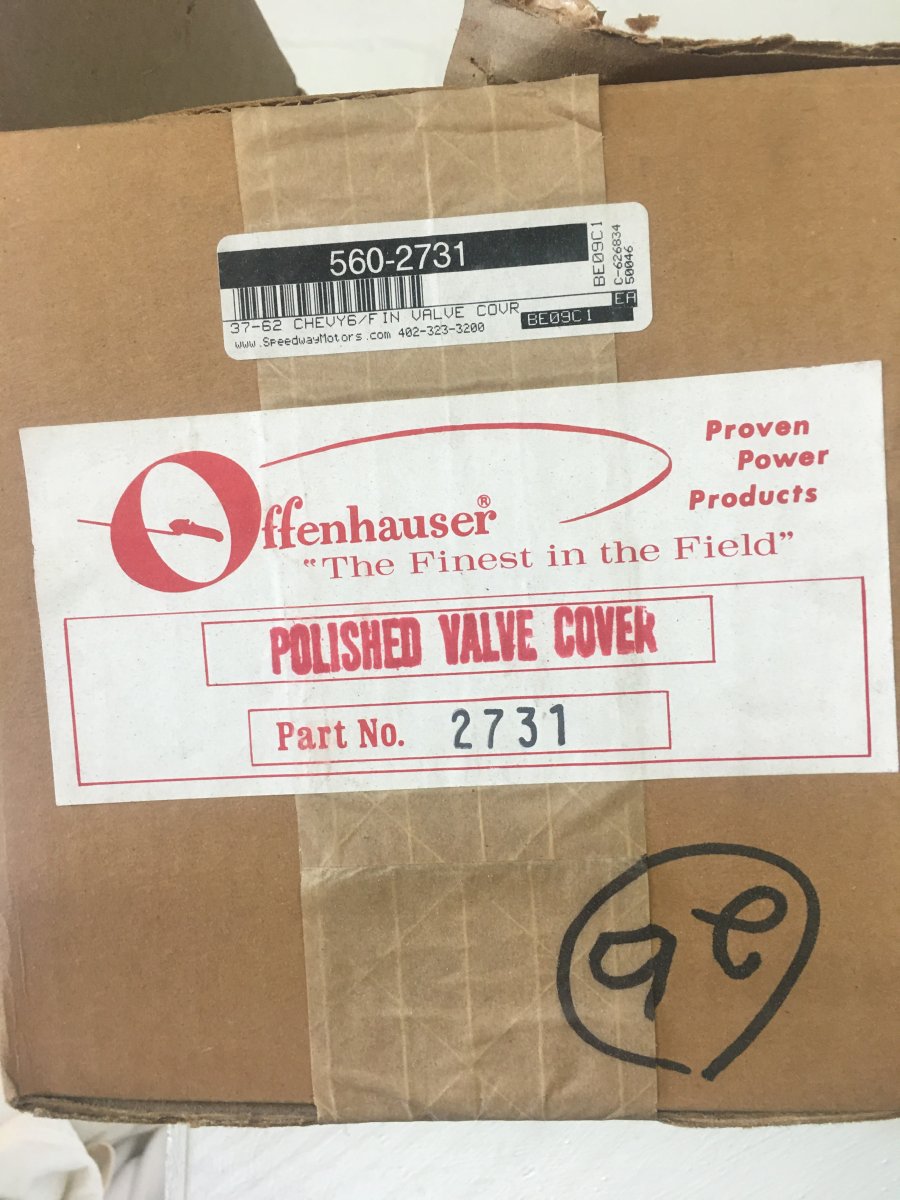 560-2731
37-62 CHEVY6/FIN VALVE COVR
www.SpeedwayMotors.com 402-323-3200
BE09C1
EA
BE09C1
C-626834
50046
Offenhauser®
"The Finest in the Field"
Proven
Power
Products
POLISHED VALVE COVER
Part No. 2731